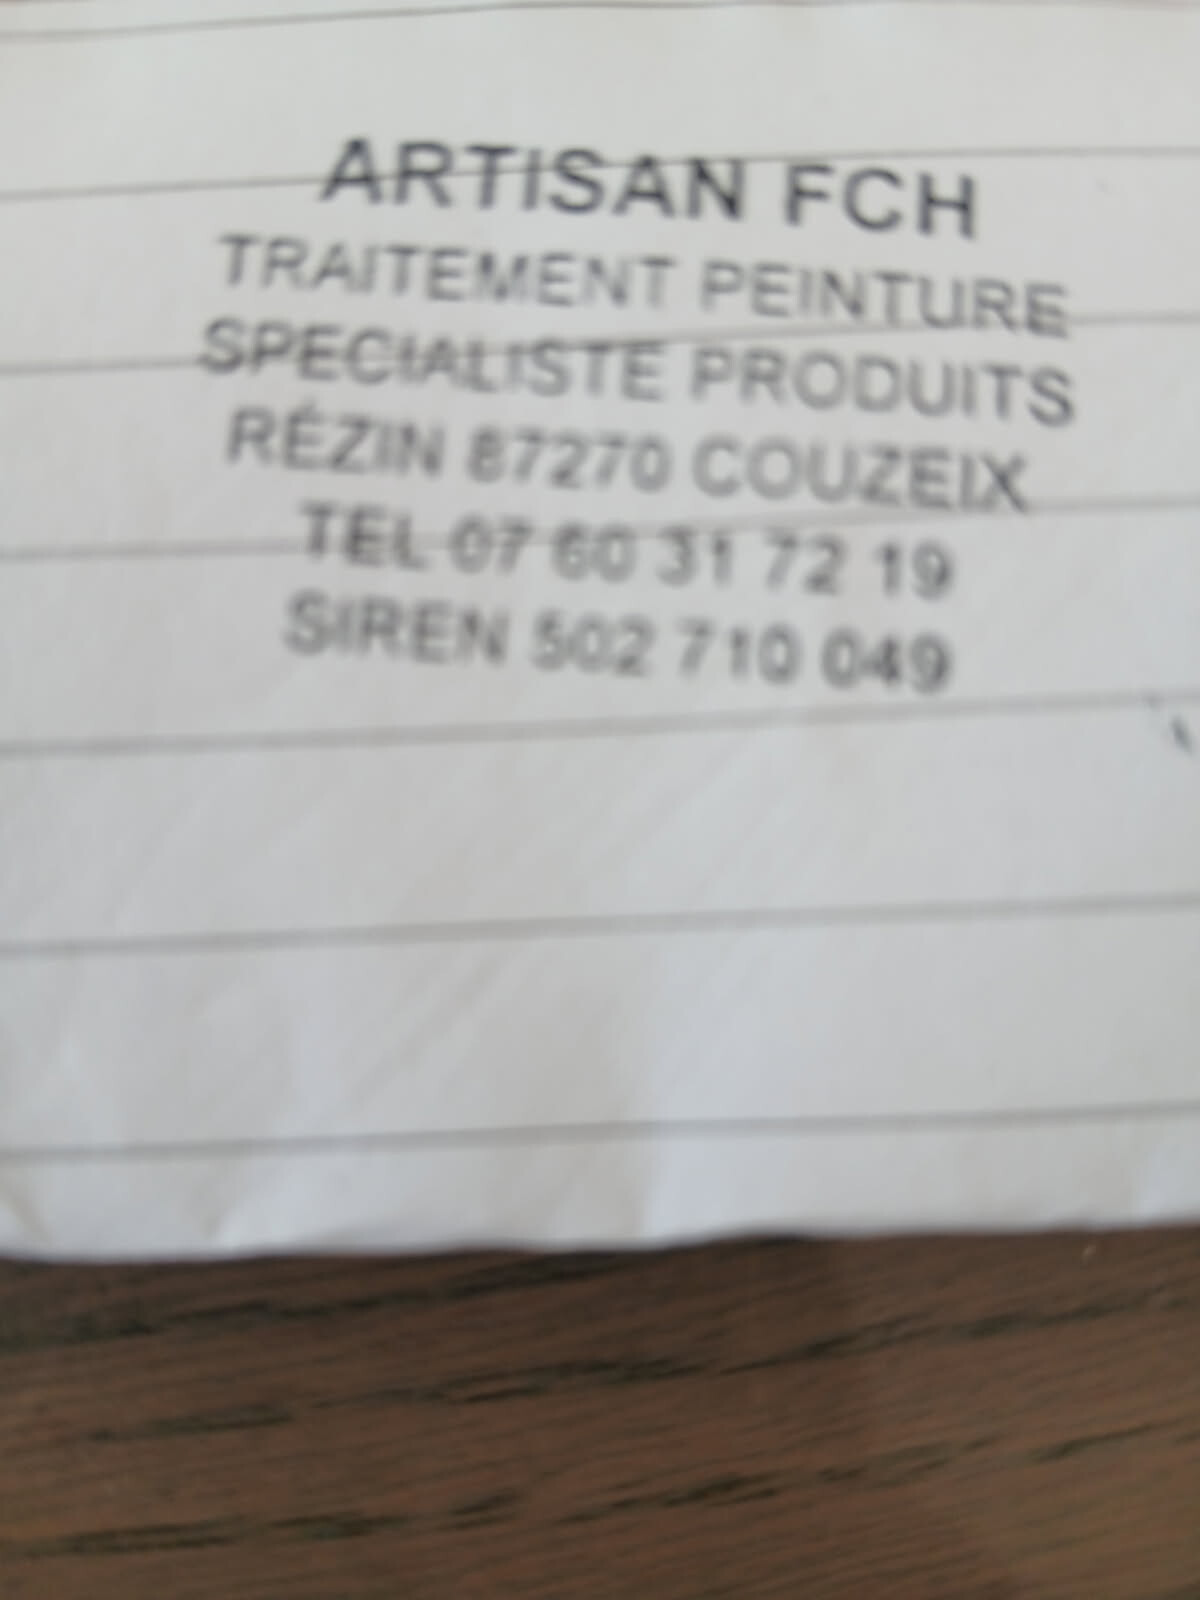 ARTISAN FCH
TRAITEMENT PEINTURE
SPECIALISTE PRODUITS
RÉZIN 87270 COUZEIX
TEL 07 60 31 72 19
SIREN 502 710 049